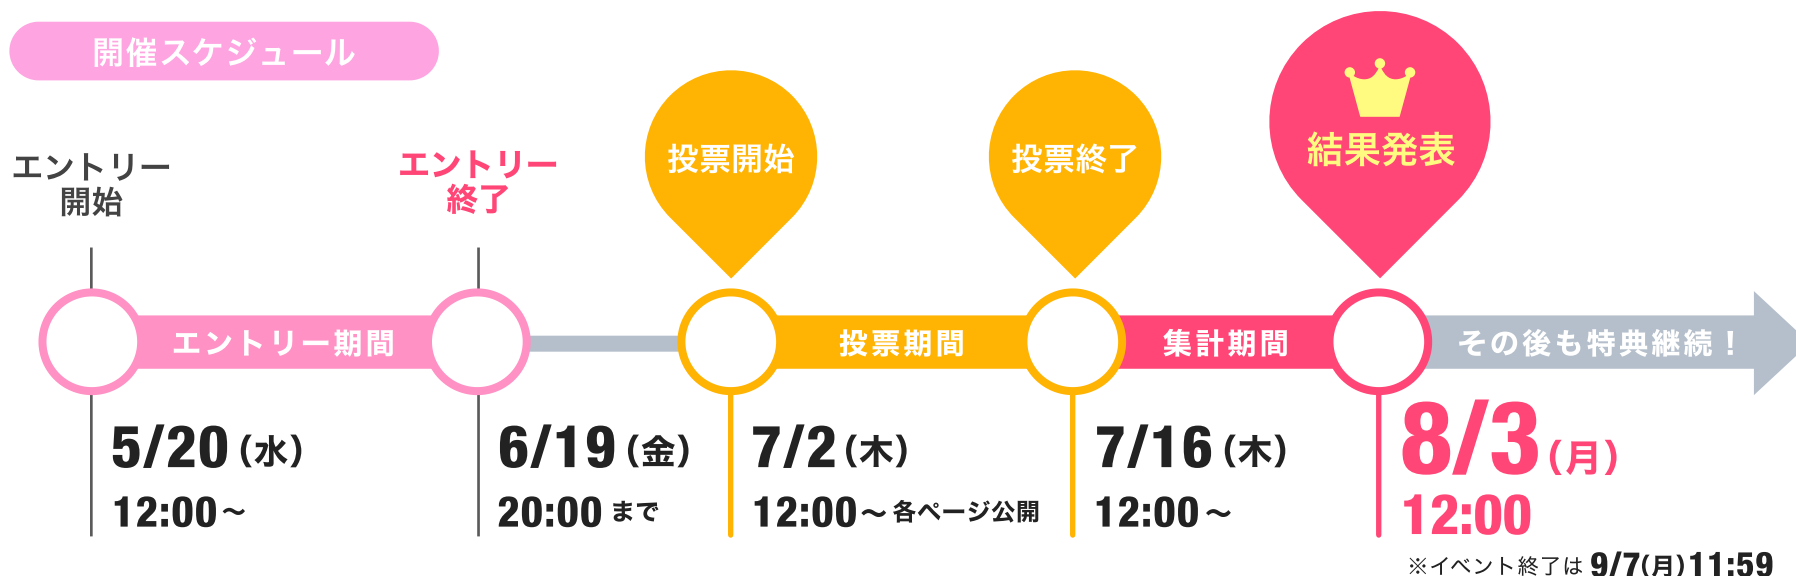 開催スケジュール
エントリー
開始
エントリー
終了
投票開始
投票終了
結果発表
エントリー期間
投票期間
集計期間
その後も特典継続！
5/20（水）
12:00～
6/19（金）
20:00 まで
7/2（木）
12:00～ 各ページ公開
7/16（木）
12:00～
8/3（月）
12:00
※イベント終了は 9/7(月)11:59